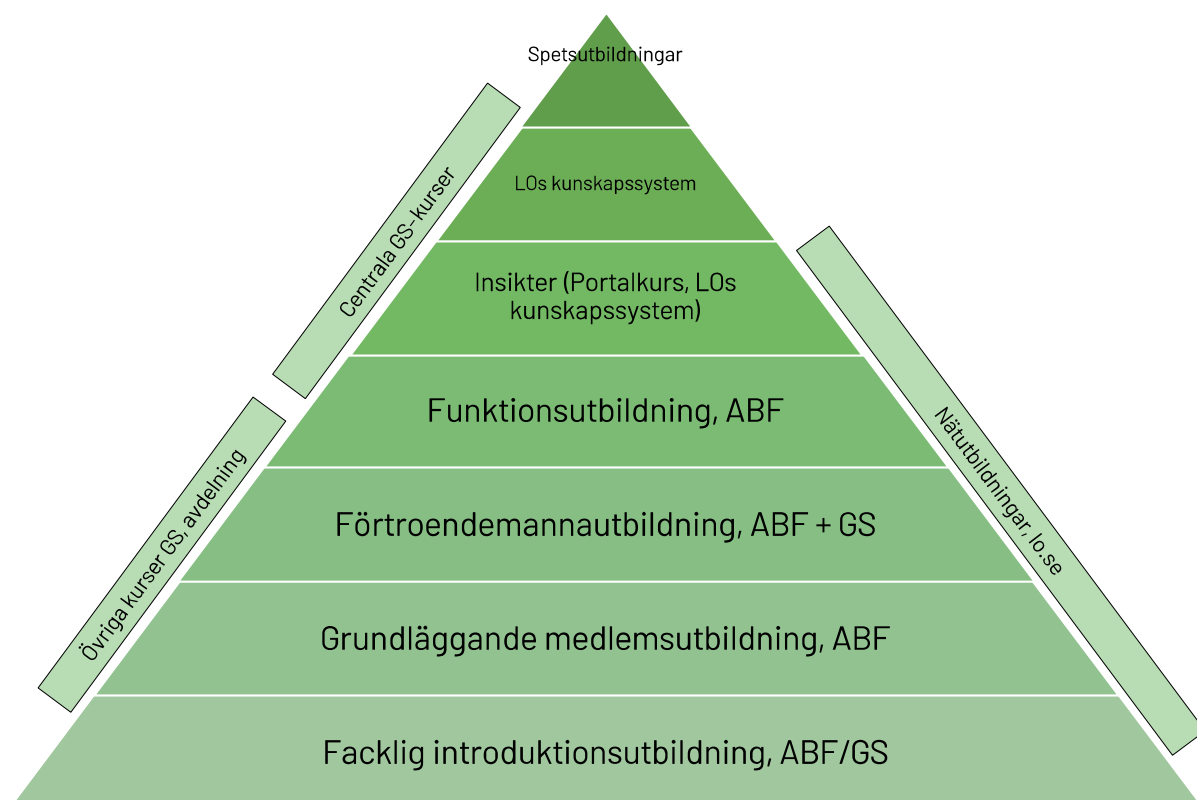 Spetsutbildningar
LOs kunskapssystem
Insikter (Portalkurs, LOs
kunskapssystem)
Funktionsutbildning, ABF
Förtroendemannautbildning, ABF + GS
Grundläggande medlemsutbildning, ABF
Facklig introduktionsutbildning, ABF/GS
Centrala GS-kurser
Övriga kurser GS, avdelning
Nätutbildningar, lo.se